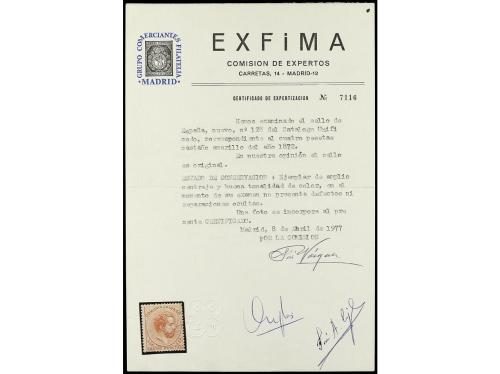 GRUPO COMERCIANTES FILATELIA
MADRID
EXFiMA
COMISION DE EXPERTOS
CARRETAS, 14 - MADRID-12
CERTIFICADO DE EXPERTIZACION Nº 7116
Hemos examinado el sello de
España, nuevo, nº 128 del Catalogo Unifi
cado, correspondiente al cuatro pesetas
castaño amarillo del año 1872.
En nuestra opinión el sello
es original.
ESTADO DE CONSERVACION : Ejemplar de amplio
centraje y buena tonalidad de color, en el
momento de su examen no presenta defectos ni
reparaciones ocultos.
Una foto se incorpora al pre
sente CERTIFICADO.
Madrid, 8 de Abril de 1977
POR LA COMISION